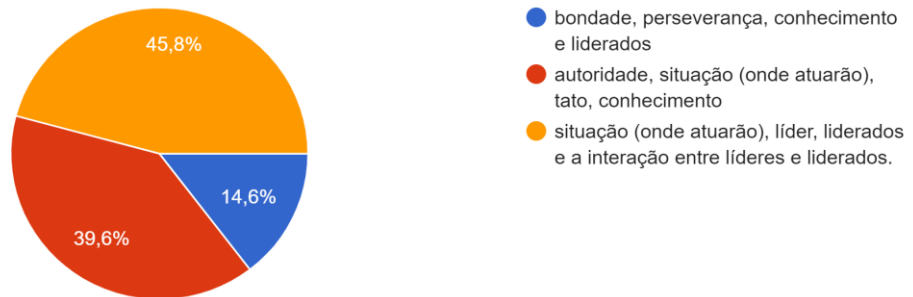 45,8%
14,6%
39,6%
bondade, perseverança, conhecimento
e liderados
autoridade, situação (onde atuarão),
tato, conhecimento
situação (onde atuarão), líder, liderados
e a interação entre líderes e liderados.